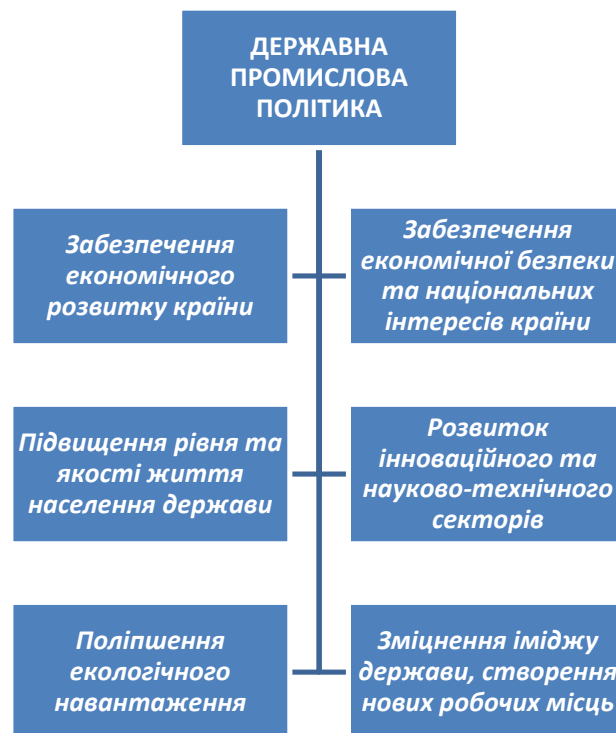 ДЕРЖАВНА
ПРОМИСЛОВА
ПОЛІТИКА
Забезпечення
економічного
розвитку країни
Забезпечення
економічної безпеки
та національних
інтересів країни
Підвищення рівня та
якості життя
населення держави
Розвиток
інноваційного та
науково-технічного
секторів
Поліпшення
екологічного
навантаження
Зміцнення іміджу
держави, створення
нових робочих місць